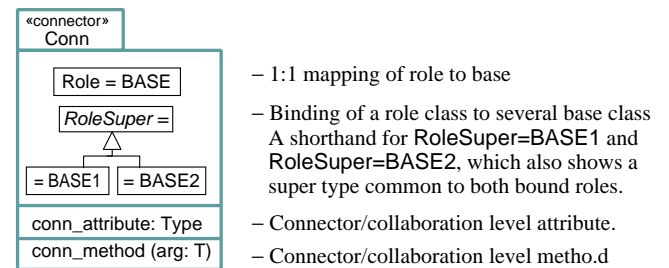 «connector»
Conn
Role = BASE
RoleSuper =
= BASE1
= BASE2
conn_attribute: Type
conn_method (arg: T)
– 1:1 mapping of role to base
– Binding of a role class to several base class
A shorthand for RoleSuper=BASE1 and
RoleSuper=BASE2, which also shows a
super type common to both bound roles.
– Connector/collaboration level attribute.
– Connector/collaboration level metho.d